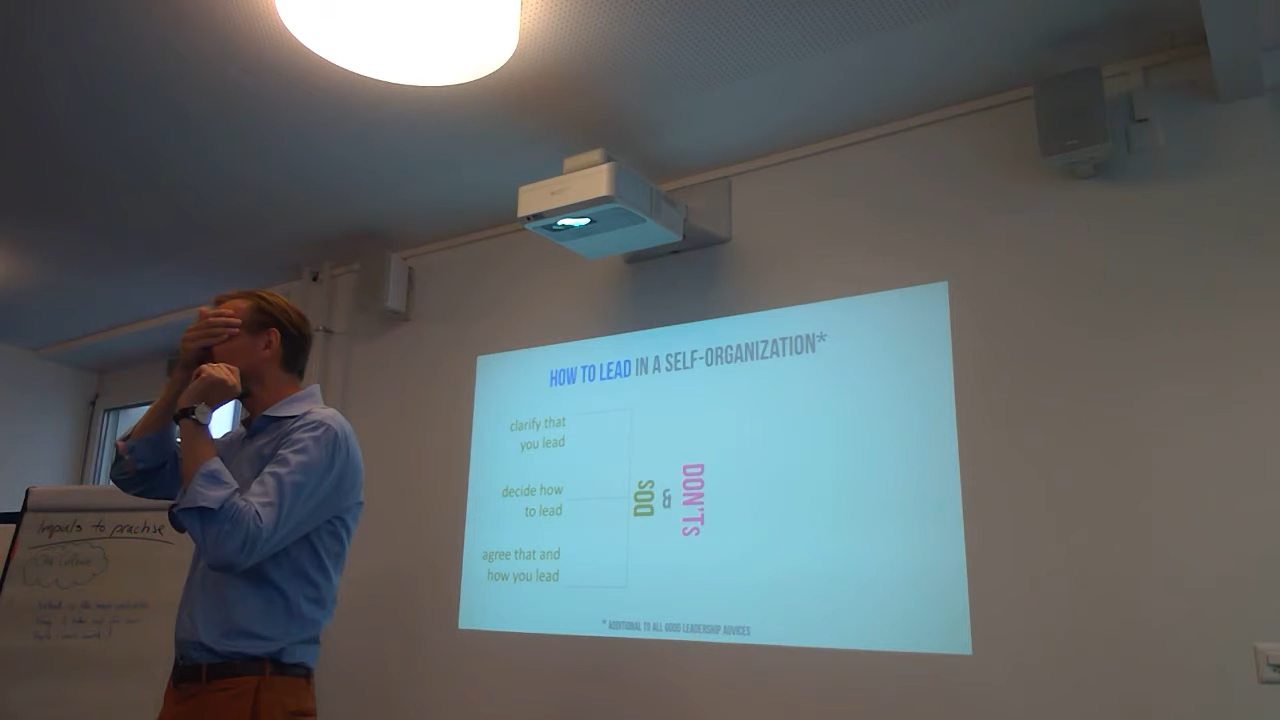 HOW TO LEAD IN A SELF-ORGANIZATION*
clarify that
you lead
decide how
to lead
agree that and
how you lead
DOs
&
DON'Ts
* ADDITIONAL TO ALL GOOD LEADERSHIP ADVICES
Impuls to practise